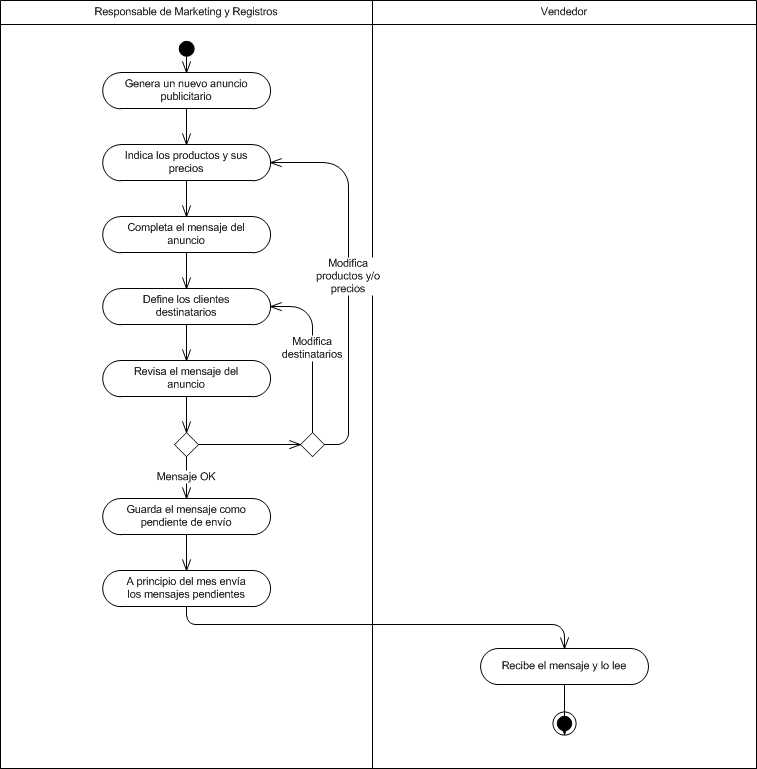 Responsable de Marketing y Registros
Vendedor
Genera un nuevo anuncio
publicitario
Indica los productos y sus
precios
Completa el mensaje del
anuncio
Modifica
productos y/o
precios
Define los clientes
destinatarios
Modifica
destinatarios
Revisa el mensaje del
anuncio
Mensaje OK
Guarda el mensaje como
pendiente de envío
A principio del mes envía
los mensajes pendientes
Recibe el mensaje y lo lee